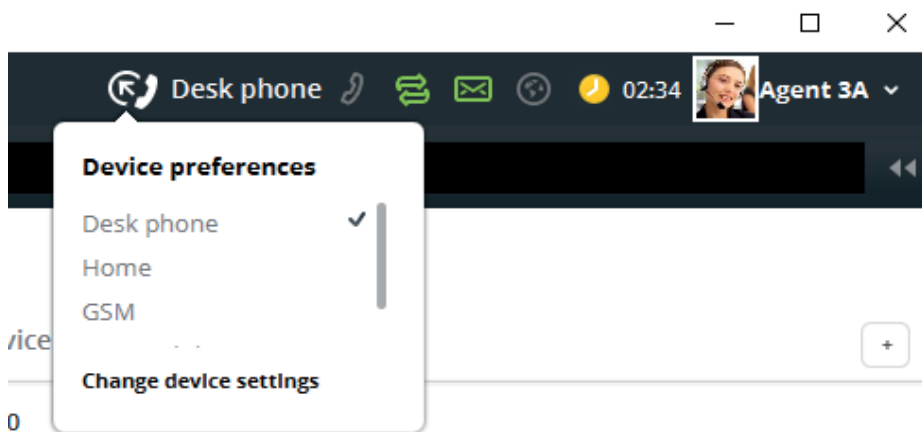 Desk phone 02:34 Agent 3A
Device preferences
Desk phone
Home
GSM
vice
+
Change device settings
0